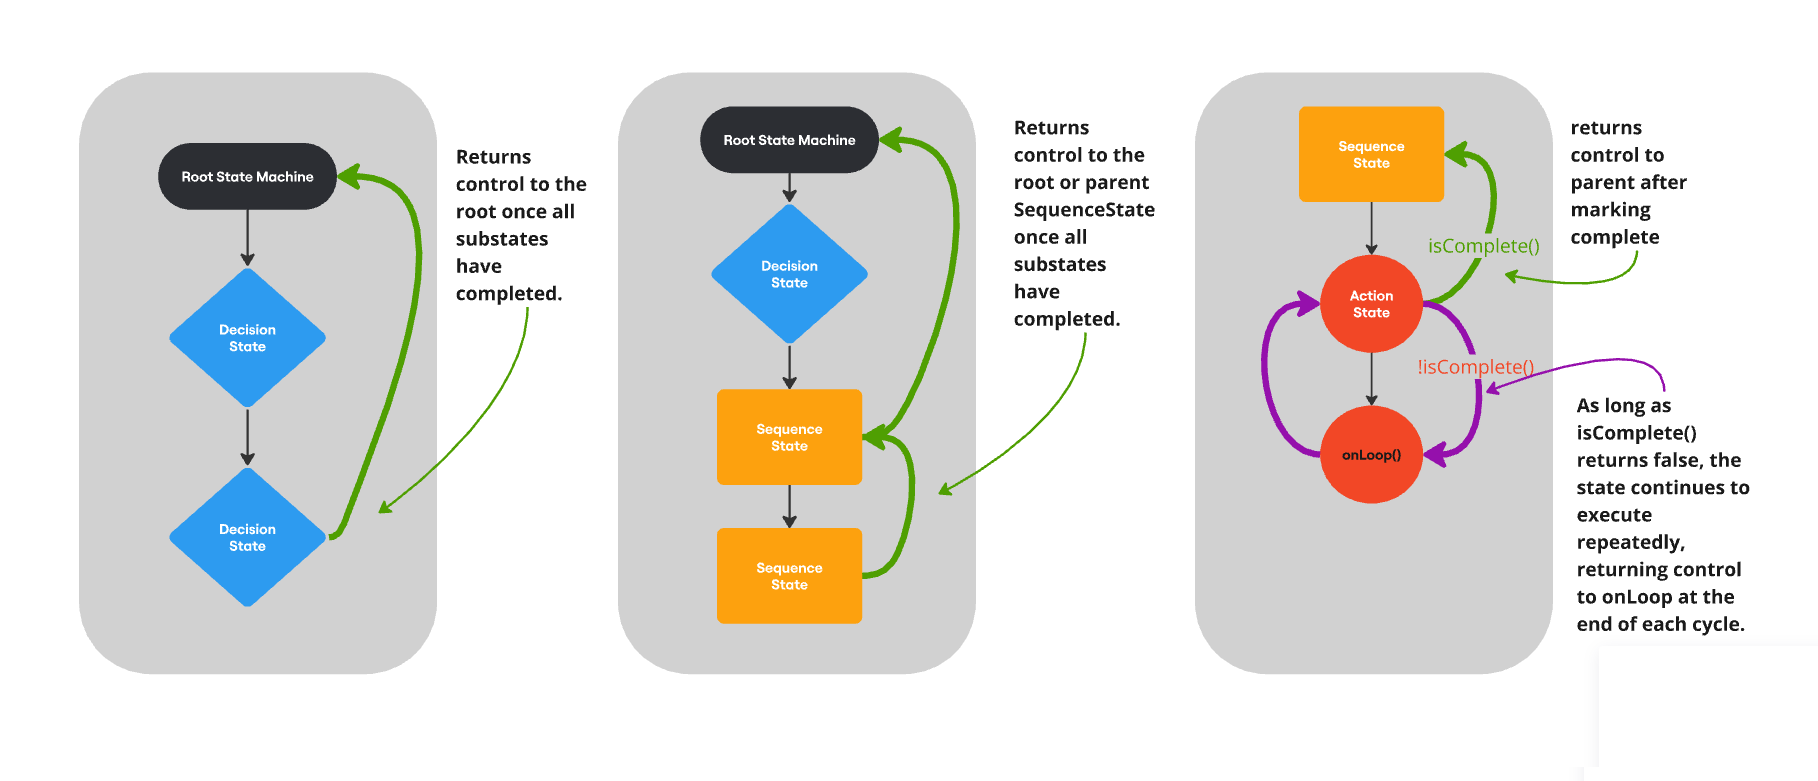 Root State Machine
Decision
State
Decision
State
Returns
control to the
root once all
substates
have
completed.
Root State Machine
Decision
State
Sequence
State
Sequence
State
Returns
control to the
root or parent
SequenceState
once all
substates
have
completed.
Sequence
State
isComplete()
Action
State
!isComplete()
onLoop()
returns
control to
parent after
marking
complete
As long as
isComplete()
returns false, the
state continues to
execute
repeatedly,
returning control
to onLoop at the
end of each cycle.